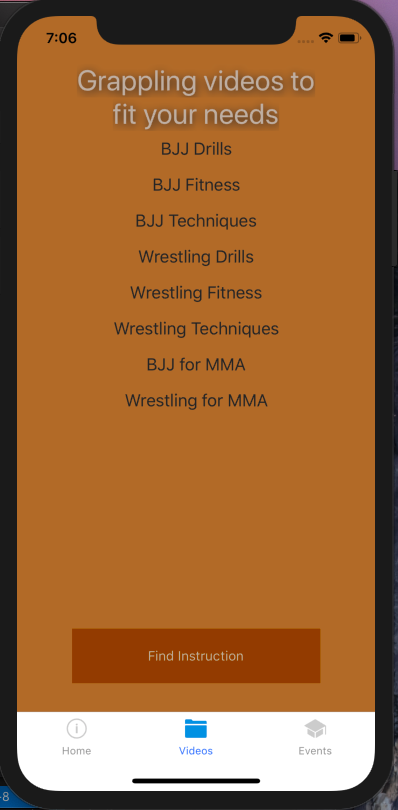 7:06
Grappling videos to
fit your needs
BJJ Drills
BJJ Fitness
BJJ Techniques
Wrestling Drills
Wrestling Fitness
Wrestling Techniques
BJJ for MMA
Wrestling for MMA
Find Instruction
Home Videos Events
-8